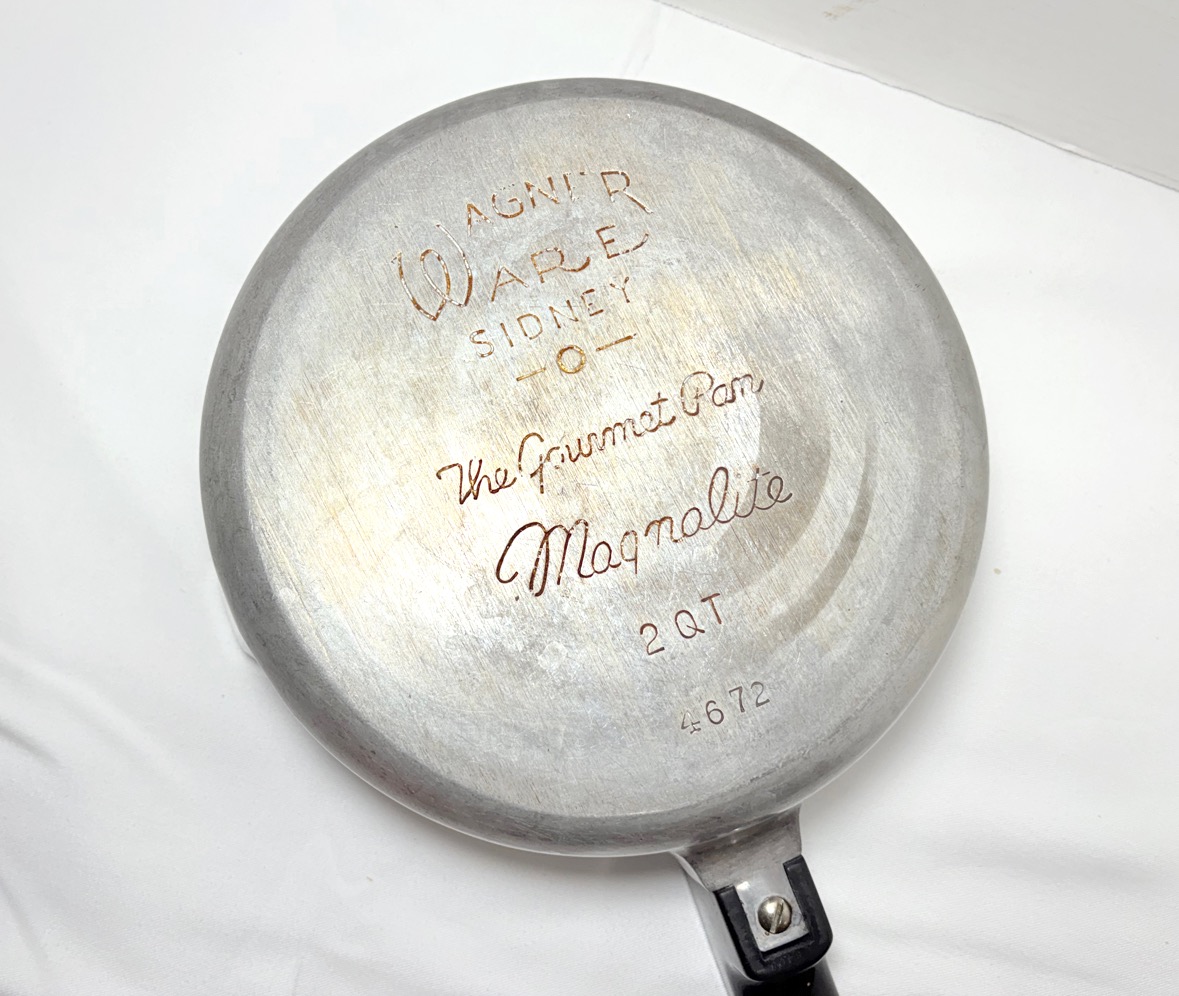 WAGNER
WARE
SIDNEY
-O-
The Gourmet Pan
Magnalite
2 QT
4672